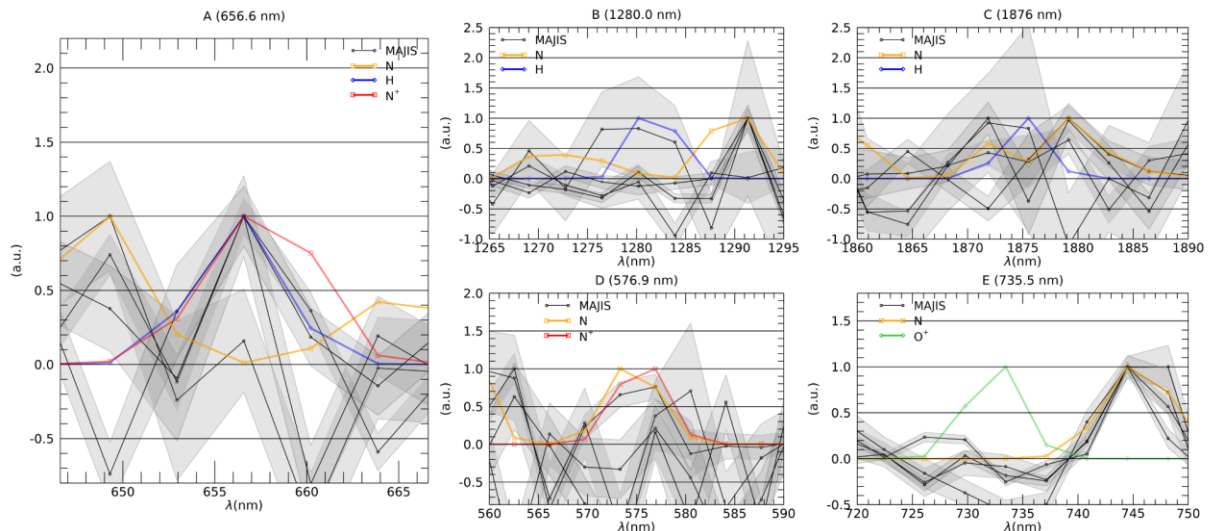 A (656.6 nm)
MAJIS
N
H
N⁺
2.0
1.5
1.0
0.5
0.0
-0.5
(a.u.)
650 655 660 665
λ(nm)
B (1280.0 nm)
MAJIS
N
H
2.0
1.5
1.0
0.5
0.0
-0.5
-1.0
(a.u.)
1265 1270 1275 1280 1285 1290 1295
λ(nm)
C (1876 nm)
MAJIS
N
H
2.5
2.0
1.5
1.0
0.5
0.0
-0.5
-1.0
(a.u.)
1860 1865 1870 1875 1880 1885 1890
λ(nm)
D (576.9 nm)
MAJIS
N
N⁺
2.0
1.5
1.0
0.5
0.0
-0.5
(a.u.)
560 565 570 575 580 585 590
λ(nm)
E (735.5 nm)
MAJIS
N
O⁺
1.5
1.0
0.5
0.0
-0.5
(a.u.)
720 725 730 735 740 745 750
λ(nm)